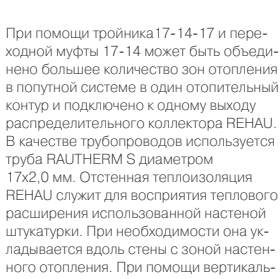 При помощи тройника17-14-17 и пере-
ходной муфты 17-14 может быть объеди-
нено большее количество зон отопления
в попутной системе в один отопительный
контур и подключено к одному выходу
распределительного коллектора REHAU.
В качестве трубопроводов используется
труба RAUTHERM S диаметром
17x2,0 мм. Отстенная теплоизоляция
REHAU служит для восприятия теплового
расширения использованной настеной
штукатурки. При необходимости она ук-
ладывается вдоль стены с зоной настен-
ного отопления. При помощи вертикаль-